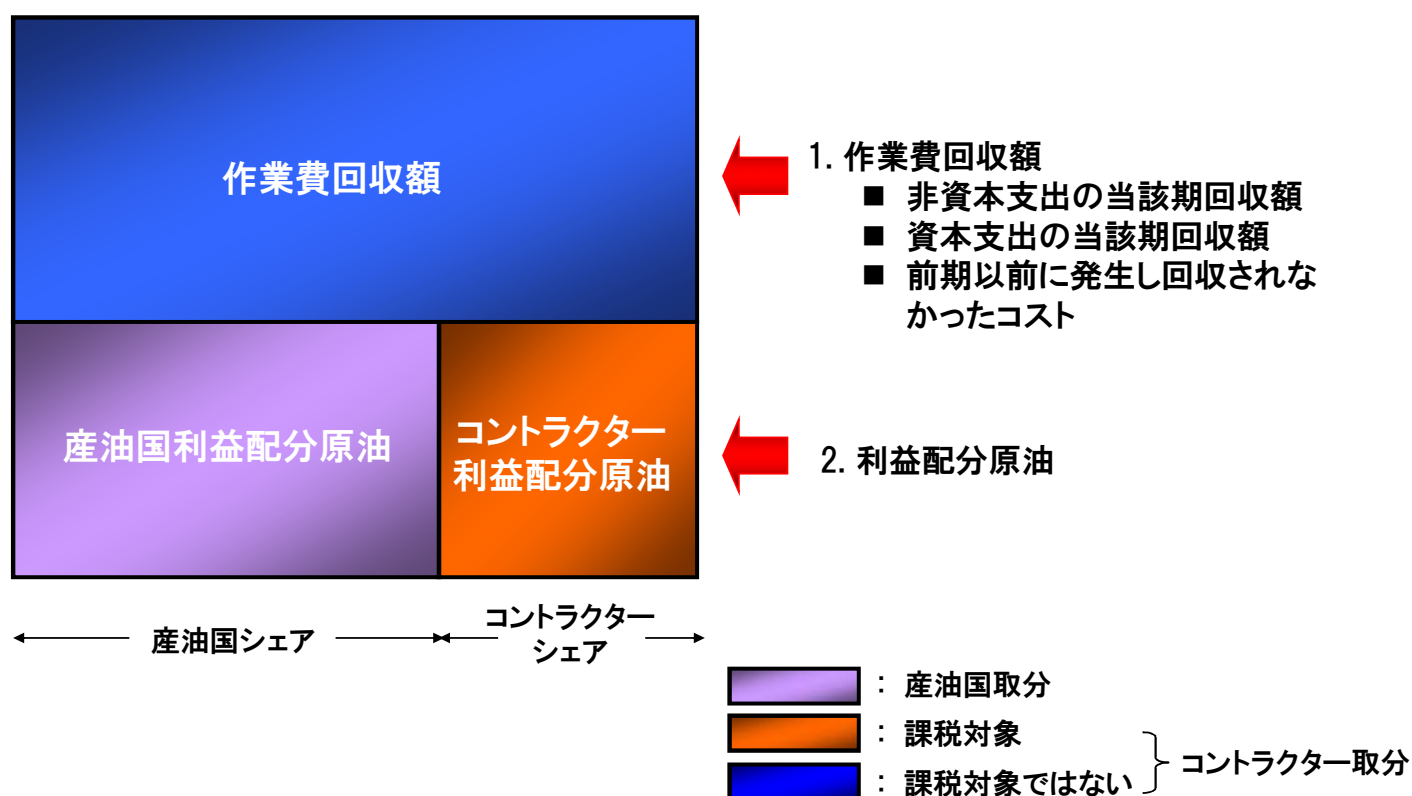 作業費回収額
1. 作業費回収額
■ 非資本支出の当該期回収額
■ 資本支出の当該期回収額
■ 前期以前に発生し回収されな
かったコスト
産油国利益配分原油
コントラクター
利益配分原油
2. 利益配分原油
産油国シェア
コントラクター
シェア
： 産油国取分
： 課税対象
： 課税対象ではない
コントラクター取分